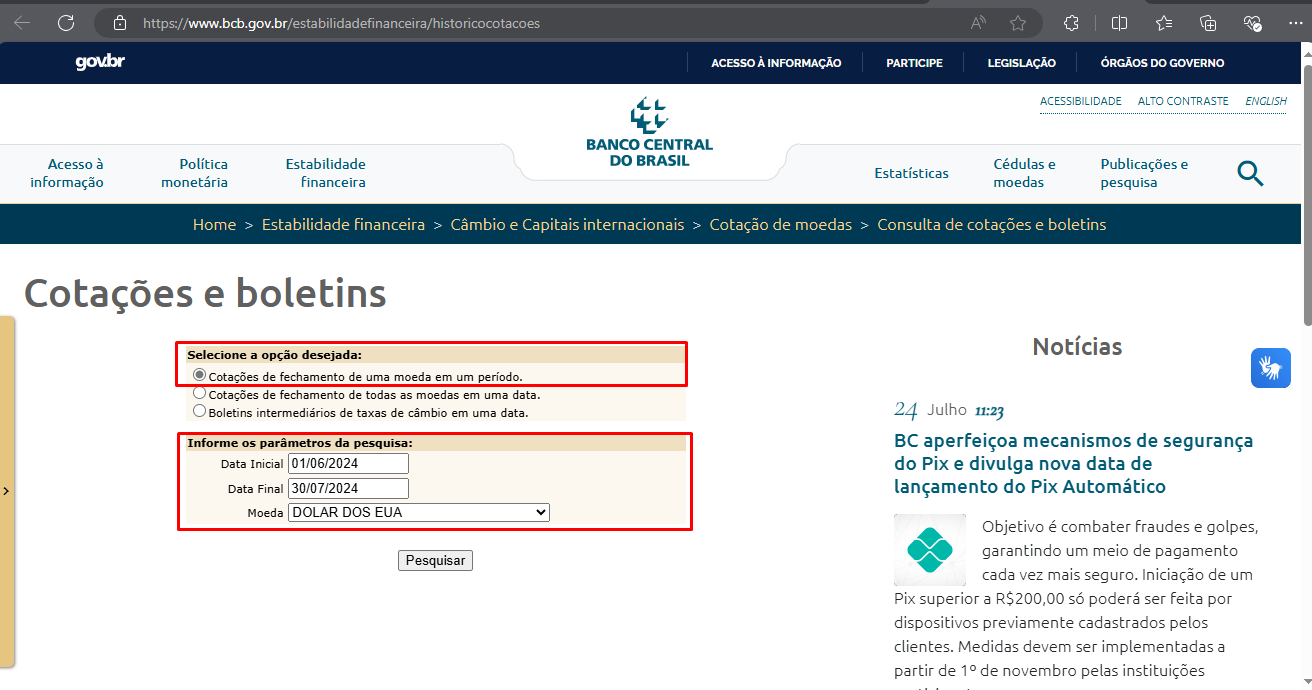 https://www.bcb.gov.br/estabilidadefinanceira/historicocotacoes
gov.br
ACESSO À INFORMAÇÃO
PARTICIPE
LEGISLAÇÃO
ÓRGÃOS DO GOVERNO
ACESSIBILIDADE
ALTO CONTRASTE
ENGLISH
BANCO CENTRAL
DO BRASIL
Acesso à
informação
Política
monetária
Estabilidade
financeira
Estatísticas
Cédulas e
moedas
Publicações e
pesquisa
Home > Estabilidade financeira > Câmbio e Capitais internacionais > Cotação de moedas > Consulta de cotações e boletins
Cotações e boletins
Selecione a opção desejada:
Cotações de fechamento de uma moeda em um período.
Cotações de fechamento de todas as moedas em uma data.
Boletins intermediários de taxas de câmbio em uma data.
Informe os parâmetros da pesquisa:
Data Inicial 01/06/2024
Data Final 30/07/2024
Moeda DOLAR DOS EUA
Pesquisar
Notícias
24 Julho 11:23
BC aperfeiçoa mecanismos de segurança
do Pix e divulga nova data de
lançamento do Pix Automático
Objetivo é combater fraudes e golpes,
garantindo um meio de pagamento
cada vez mais seguro. Iniciação de um
Pix superior a R$200,00 só poderá ser feita por
dispositivos previamente cadastrados pelos
clientes. Medidas devem ser implementadas a
partir de 1º de novembro pelas instituições